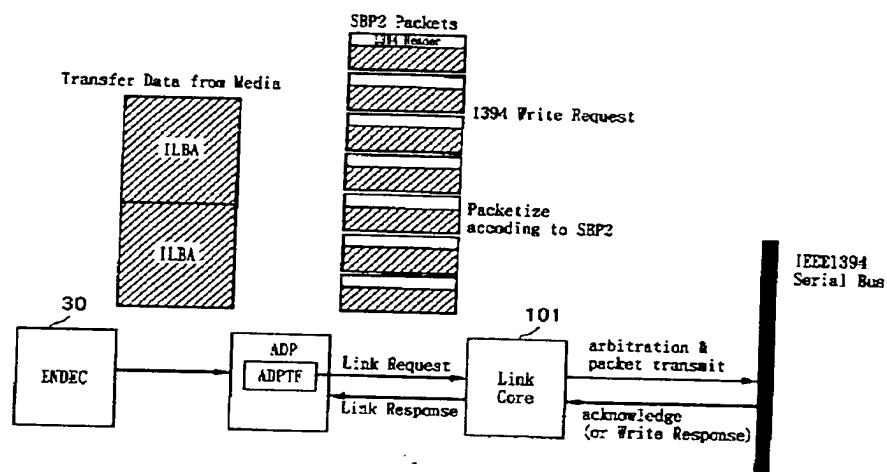 SBP2 Packets
1394 Header
Transfer Data from Media
ILBA
ILBA
1394 Write Request
Packetize
accoding to SBP2
IEEE1394
Serial Bus
30
ENDEC
ADP
ADPTF
Link Request
Link Response
101
Link
Core
arbitration &
packet transmit
acknowledge
(or Write Response)